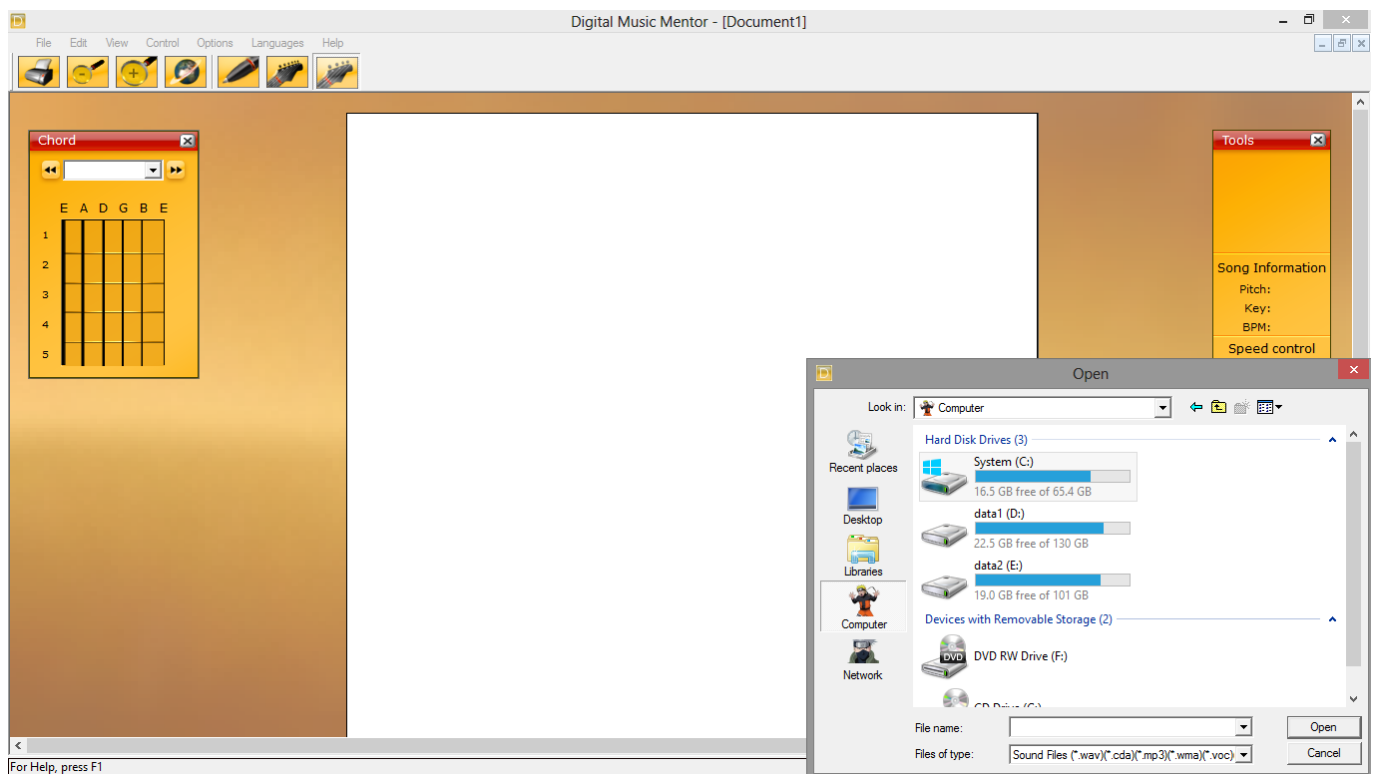 Digital Music Mentor - [Document1]
File Edit View Control Options Languages Help
Chord
E A D G B E
1
2
3
4
5
Tools
Song Information
Pitch:
Key:
BPM:
Speed control
Open
Look in: Computer
Recent places
Desktop
Libraries
Computer
Network
Hard Disk Drives (3)
System (C:)
16.5 GB free of 65.4 GB
data1 (D:)
22.5 GB free of 130 GB
data2 (E:)
19.0 GB free of 101 GB
Devices with Removable Storage (2)
DVD
DVD RW Drive (F:)
CD Drive (G:)
File name:
Open
Files of type: Sound Files (*.wav)(*.cda)(*.mp3)(*.wma)(*.voc)
Cancel
For Help, press F1